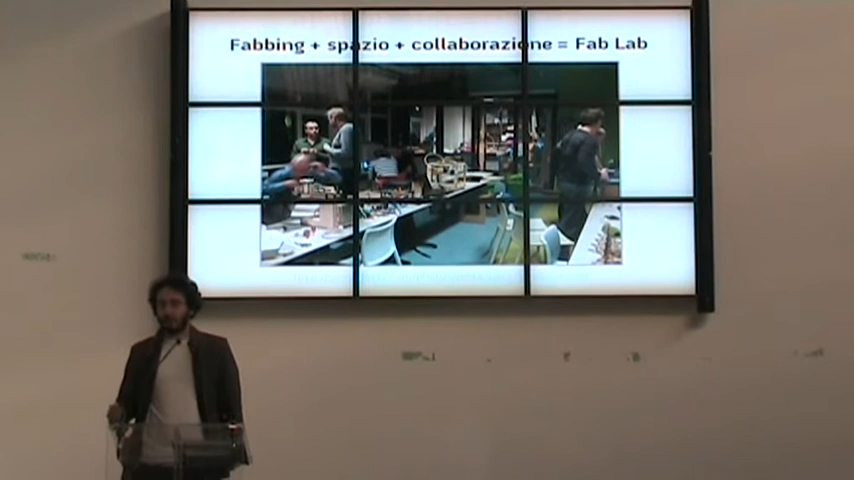 Fabbing + spazio + collaborazione = Fab Lab